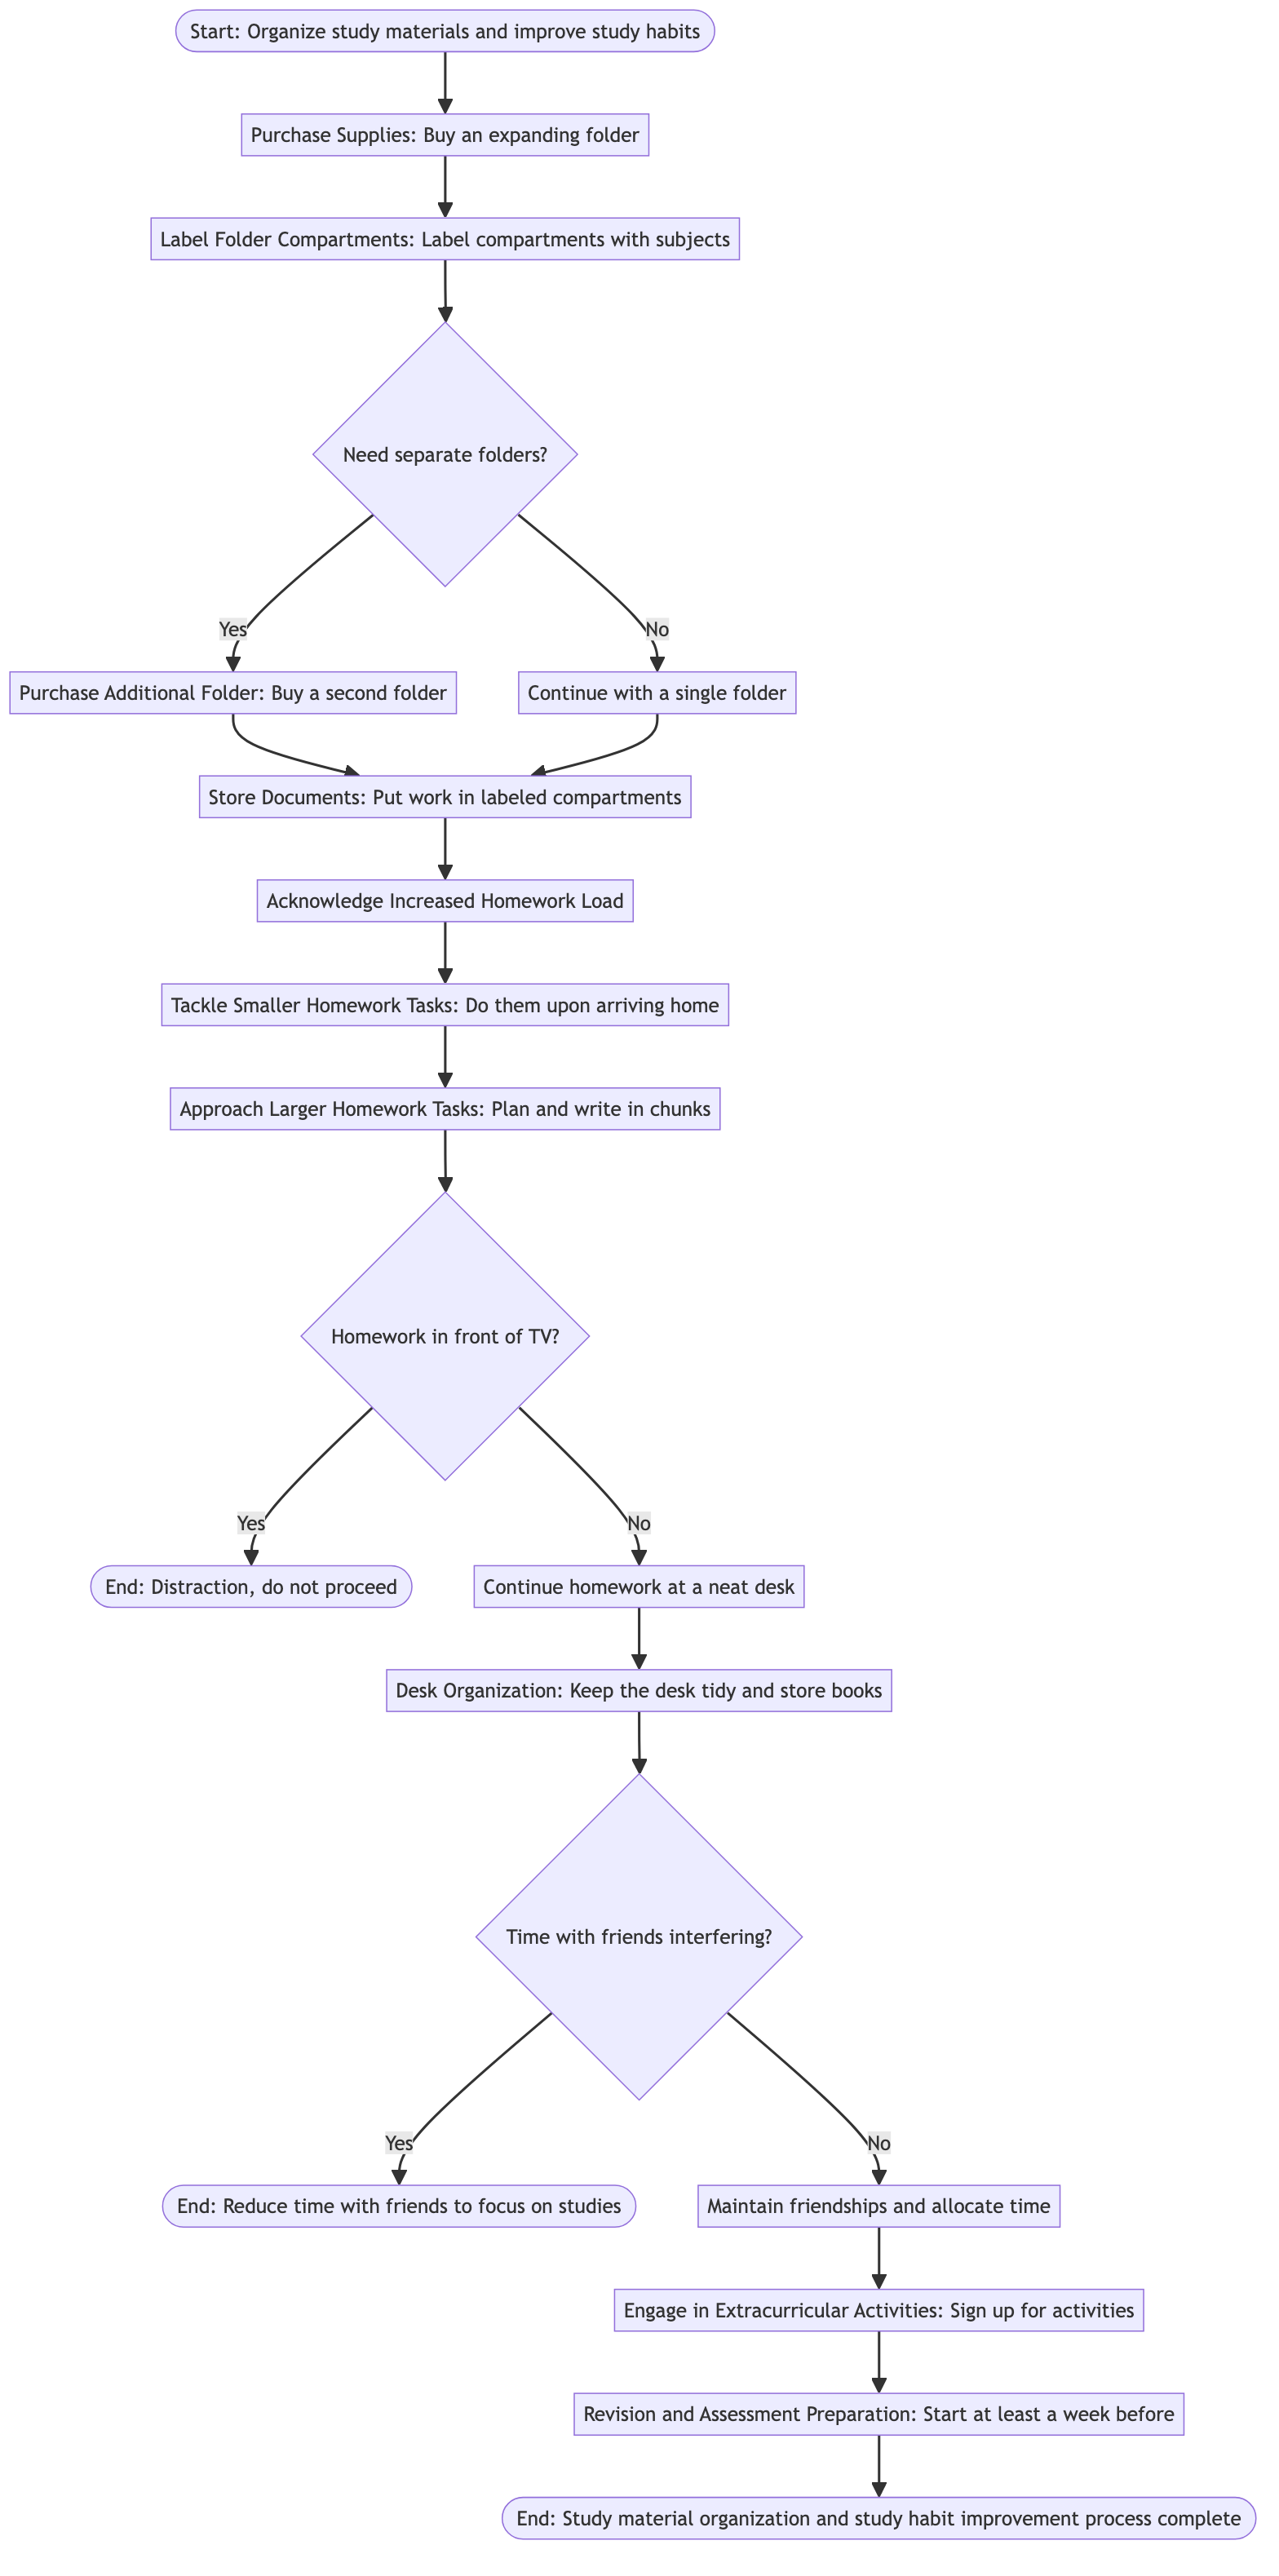 Start: Organize study materials and improve study habits
Purchase Supplies: Buy an expanding folder
Label Folder Compartments: Label compartments with subjects
Need separate folders?
Yes
No
Purchase Additional Folder: Buy a second folder
Continue with a single folder
Store Documents: Put work in labeled compartments
Acknowledge Increased Homework Load
Tackle Smaller Homework Tasks: Do them upon arriving home
Approach Larger Homework Tasks: Plan and write in chunks
Homework in front of TV?
Yes
No
End: Distraction, do not proceed
Continue homework at a neat desk
Desk Organization: Keep the desk tidy and store books
Time with friends interfering?
Yes
No
End: Reduce time with friends to focus on studies
Maintain friendships and allocate time
Engage in Extracurricular Activities: Sign up for activities
Revision and Assessment Preparation: Start at least a week before
End: Study material organization and study habit improvement process complete